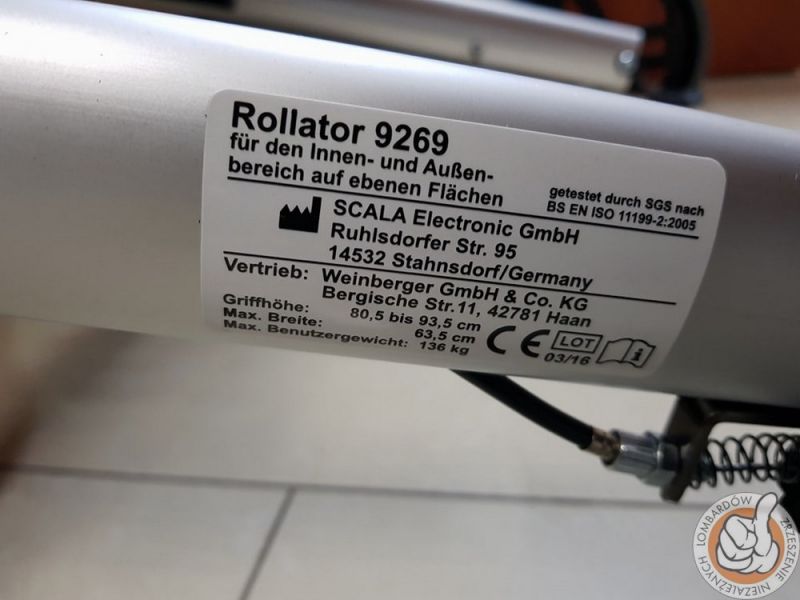 Rollator 9269
für den Innen- und Außen-
bereich auf ebenen Flächen
getestet durch SGS nach
BS EN ISO 11199-2:2005
SCALA Electronic GmbH
Ruhlsdorfer Str. 95
14532 Stahnsdorf/Germany
Vertrieb: Weinberger GmbH & Co. KG
Bergische Str.11, 42781 Haan
Griffhöhe: 80,5 bis 93,5 cm
Max. Breite: 63,5 cm
Max. Benutzergewicht: 136 kg
CE
LOT
03/16
i
ZRZESZENIE NIEZALEŻNYCH LOMBARDÓW